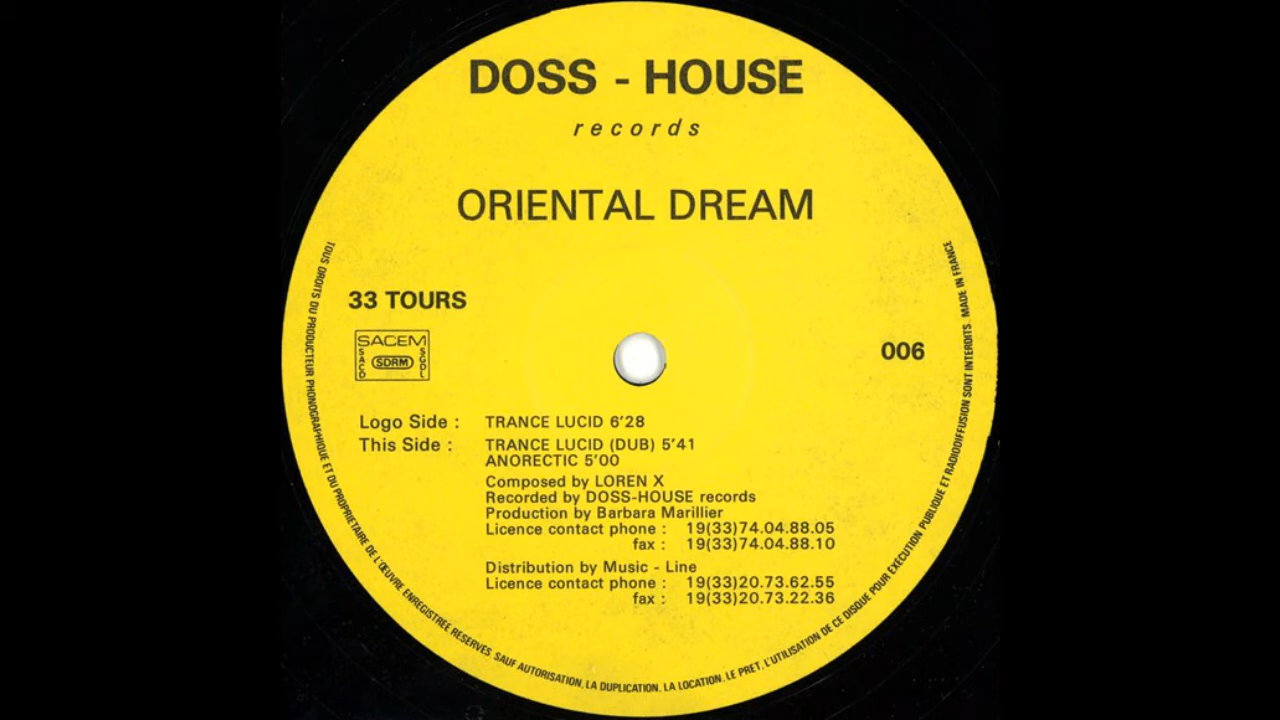 DOSS - HOUSE
records
ORIENTAL DREAM
33 TOURS
SACEM
SACD
SDRM
SGDL
006
Logo Side : TRANCE LUCID 6'28
This Side : TRANCE LUCID (DUB) 5'41
ANORECTIC 5'00
Composed by LOREN X
Recorded by DOSS-HOUSE records
Production by Barbara Marillier
Licence contact phone : 19(33)74.04.88.05
fax : 19(33)74.04.88.10
Distribution by Music - Line
Licence contact phone : 19(33)20.73.62.55
fax : 19(33)20.73.22.36
TOUS DROITS DU PRODUCTEUR PHONOGRAPHIQUE ET DU PROPRIETAIRE DE L'ŒUVRE ENREGISTREE RESERVES. SAUF AUTORISATION, LA DUPLICATION, LA LOCATION, LE PRET, L'UTILISATION DE CE DISQUE POUR EXECUTION PUBLIQUE ET RADIODIFFUSION SONT INTERDITS. MADE IN FRANCE